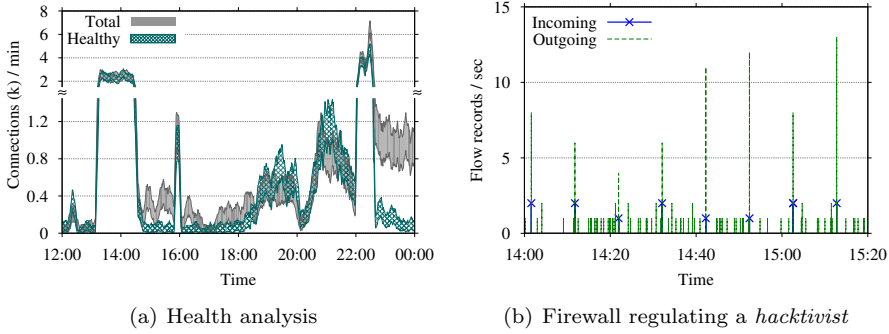 Total
Healthy
8
6
4
2
≈
≈
1.2
0.8
0.4
0
Connections (k) / min
12:00 14:00 16:00 18:00 20:00 22:00 00:00
Time
(a) Health analysis
Incoming
Outgoing
15
10
5
0
Flow records / sec
14:00 14:20 14:40 15:00 15:20
Time
(b) Firewall regulating a hacktivist